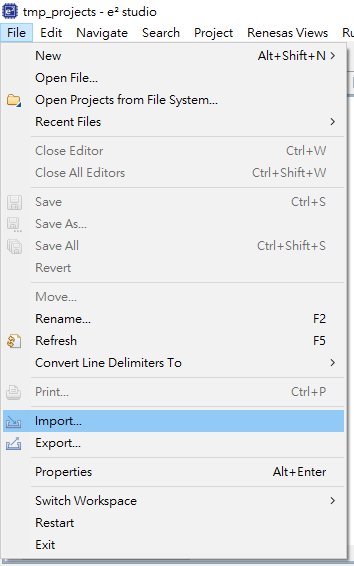 tmp_projects - e² studio
File Edit Navigate Search Project Renesas Views Ru
New Alt+Shift+N
Open File...
Open Projects from File System...
Recent Files
Close Editor Ctrl+W
Close All Editors Ctrl+Shift+W
Save Ctrl+S
Save As...
Save All Ctrl+Shift+S
Revert
Move...
Rename... F2
Refresh F5
Convert Line Delimiters To
Print... Ctrl+P
Import...
Export...
Properties Alt+Enter
Switch Workspace
Restart
Exit